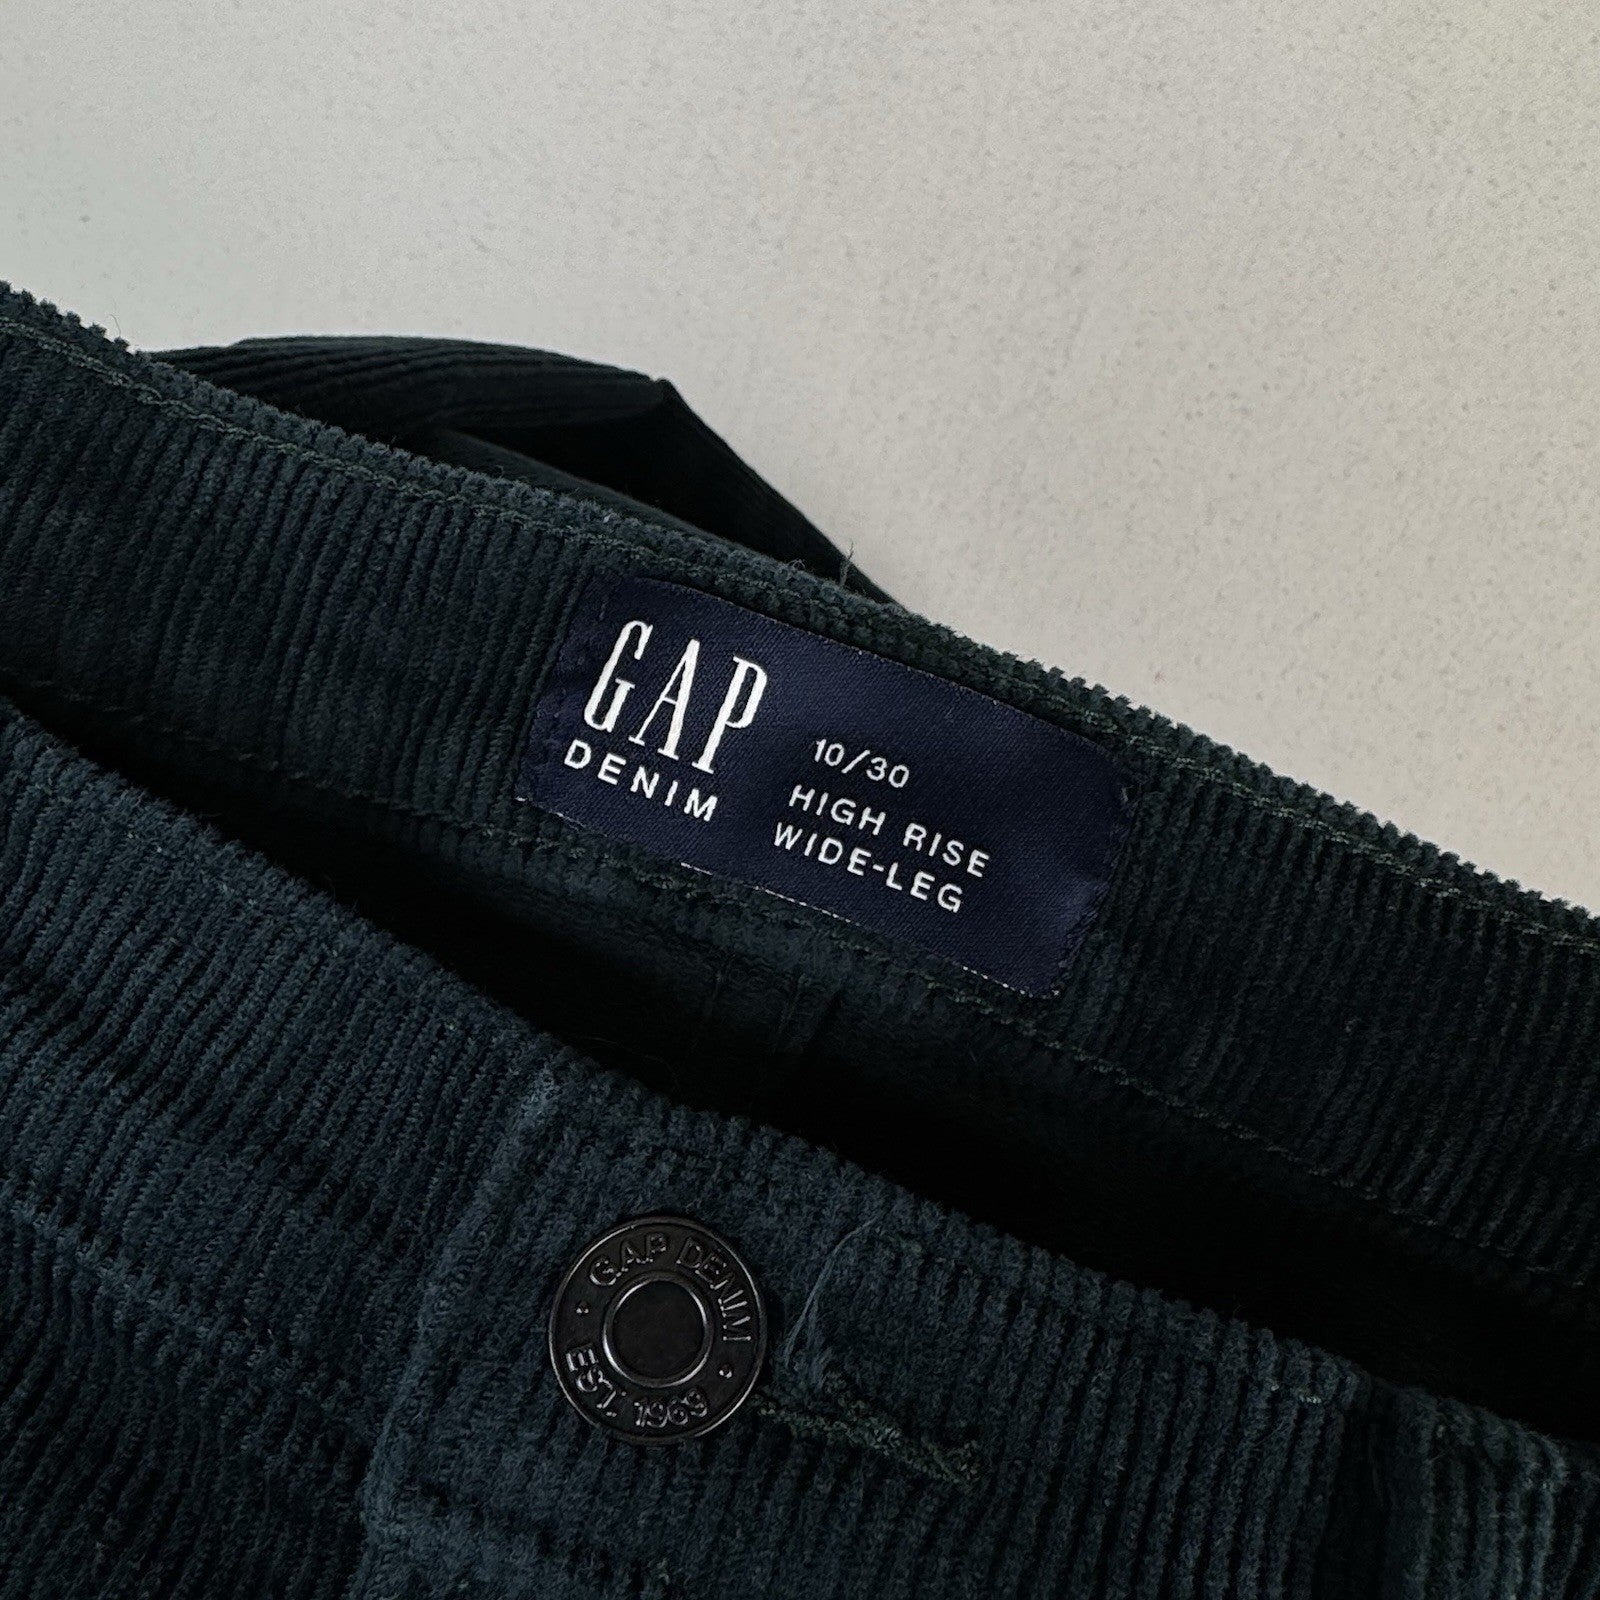 GAP
DENIM
10/30
HIGH RISE
WIDE-LEG
GAP DENIM
EST. 1969